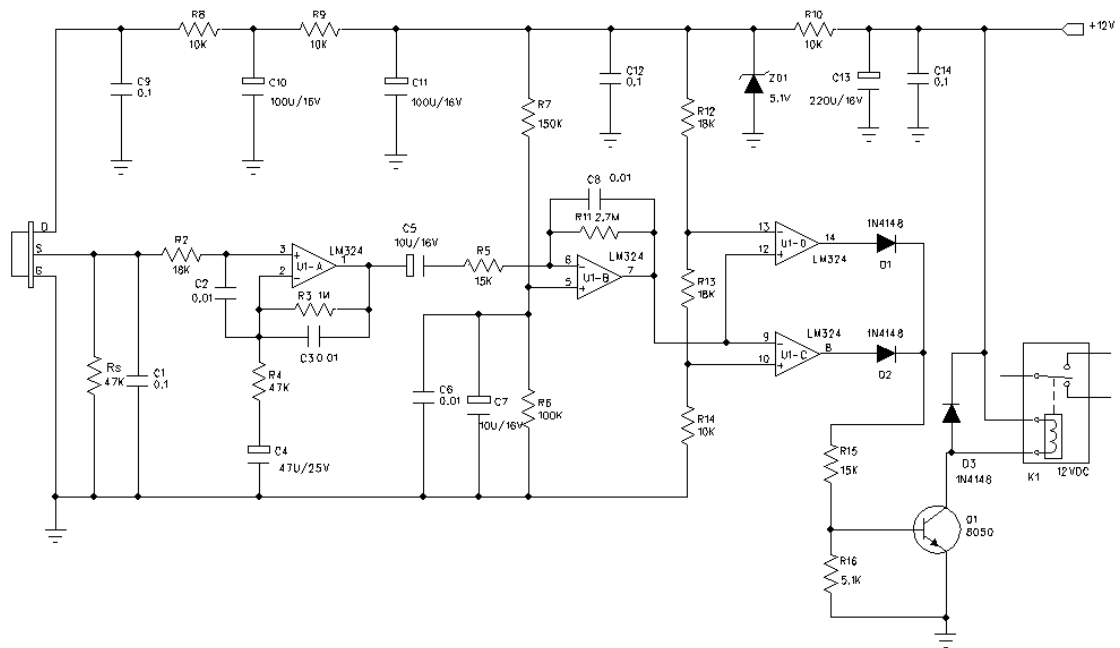 R8
10K
R9
10K
R10
10K
+12V
C9
0.1
C10
100U/16V
C11
100U/16V
C12
0.1
ZD1
5.1V
C13
220U/16V
C14
0.1
R7
150K
R12
18K
D
S
G
R2
18K
3
+
2
-
U1-A
LM324
1
C5
10U/16V
R5
15K
C8 0.01
R11 2.7M
LM324
6
-
5
+
U1-B
7
13
-
12
+
U1-D
14
LM324
1N4148
D1
C2
0.01
R3 1M
C3 0.01
R13
18K
9
-
10
+
U1-C
8
LM324
1N4148
D2
Rs
47K
C1
0.1
R4
47K
C6
0.01
C7
10U/16V
R6
100K
R14
10K
C4
47U/25V
R15
15K
D3
1N4148
K1
12VDC
Q1
8050
R16
5.1K